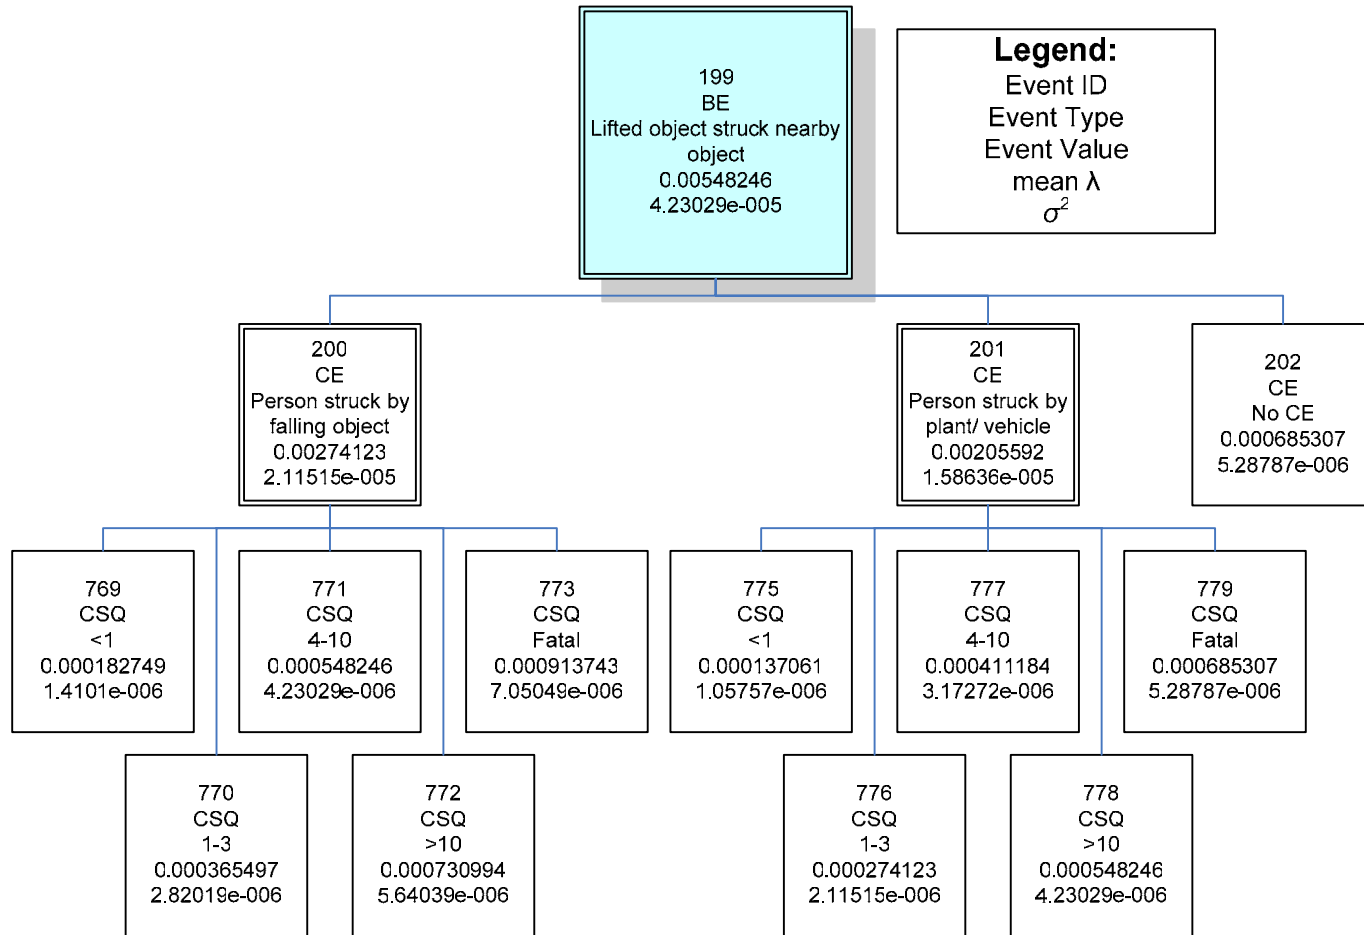 199
BE
Lifted object struck nearby
object
0.00548246
4.23029e-005
Legend:
Event ID
Event Type
Event Value
mean λ
σ²
200
CE
Person struck by
falling object
0.00274123
2.11515e-005
201
CE
Person struck by
plant/ vehicle
0.00205592
1.58636e-005
202
CE
No CE
0.000685307
5.28787e-006
769
CSQ
<1
0.000182749
1.4101e-006
771
CSQ
4-10
0.000548246
4.23029e-006
773
CSQ
Fatal
0.000913743
7.05049e-006
775
CSQ
<1
0.000137061
1.05757e-006
777
CSQ
4-10
0.000411184
3.17272e-006
779
CSQ
Fatal
0.000685307
5.28787e-006
770
CSQ
1-3
0.000365497
2.82019e-006
772
CSQ
>10
0.000730994
5.64039e-006
776
CSQ
1-3
0.000274123
2.11515e-006
778
CSQ
>10
0.000548246
4.23029e-006